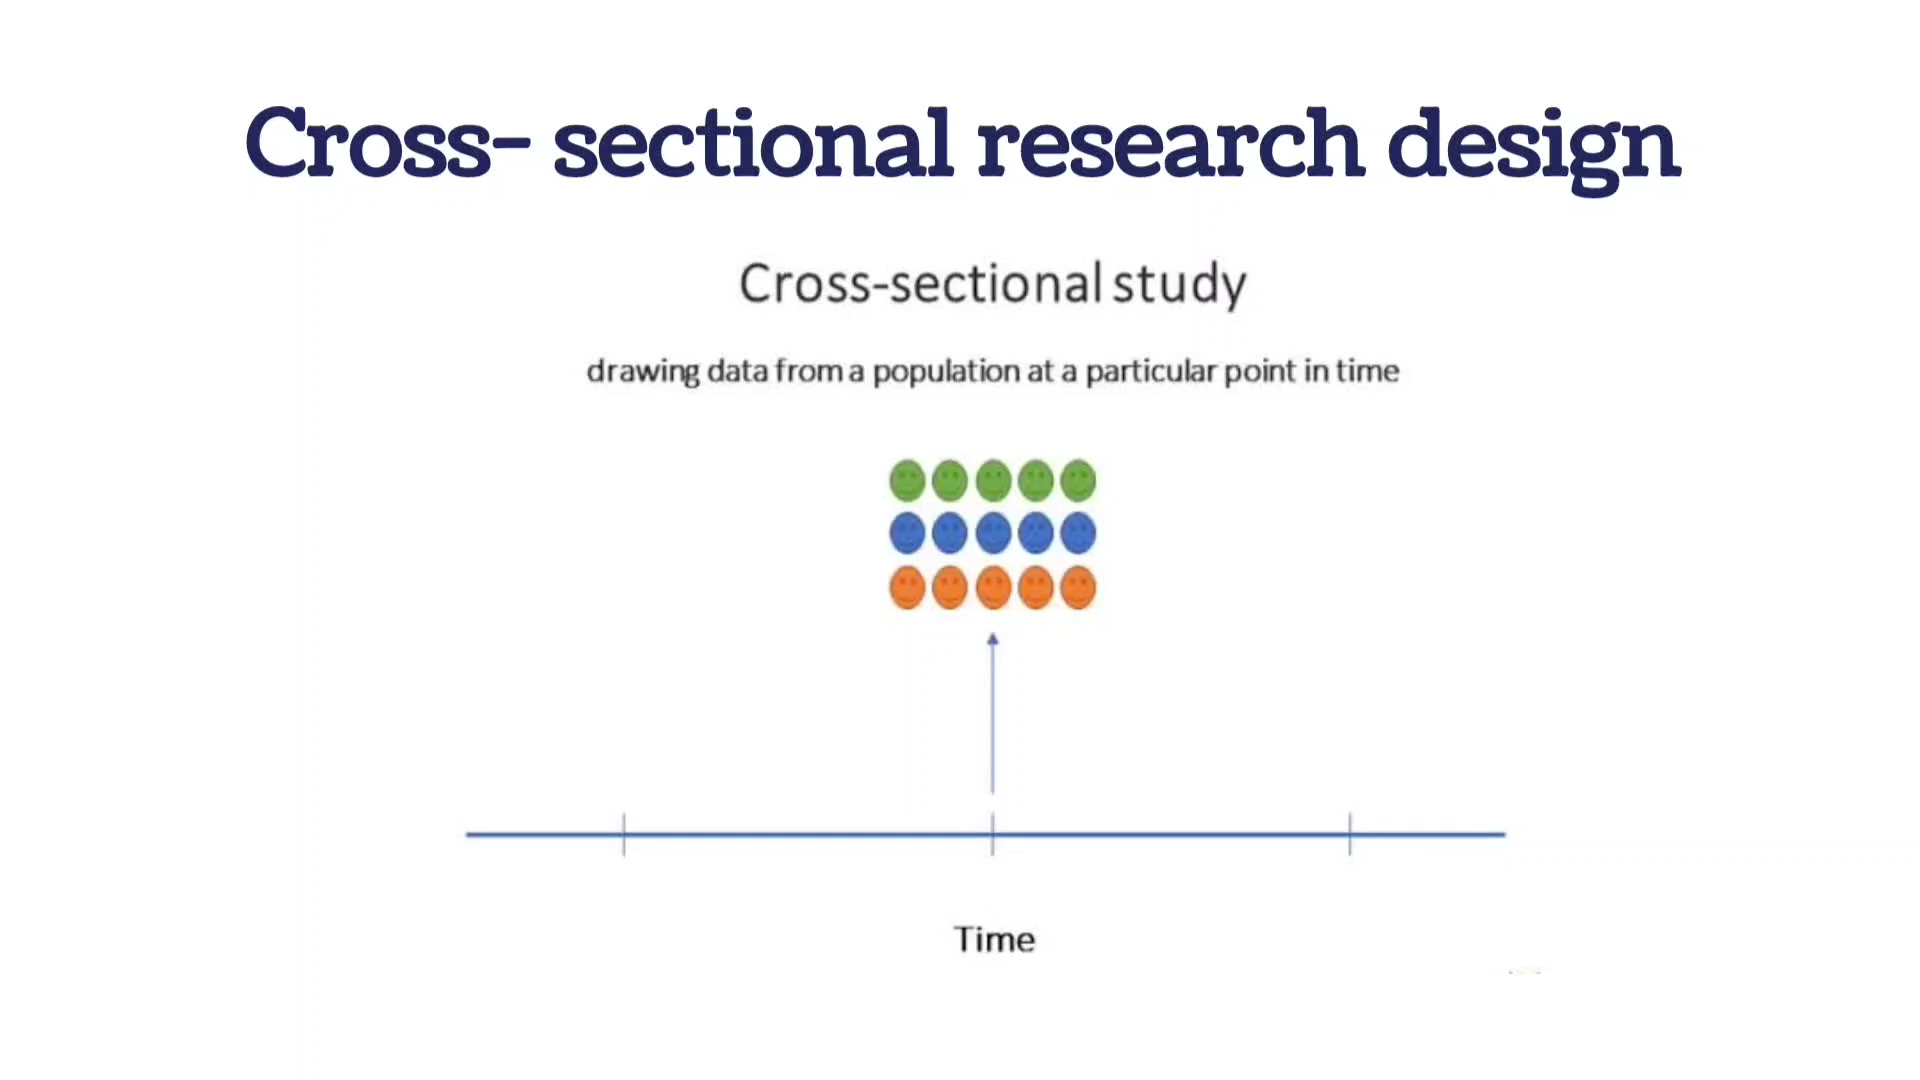 Cross- sectional research design
Cross-sectional study
drawing data from a population at a particular point in time
Time